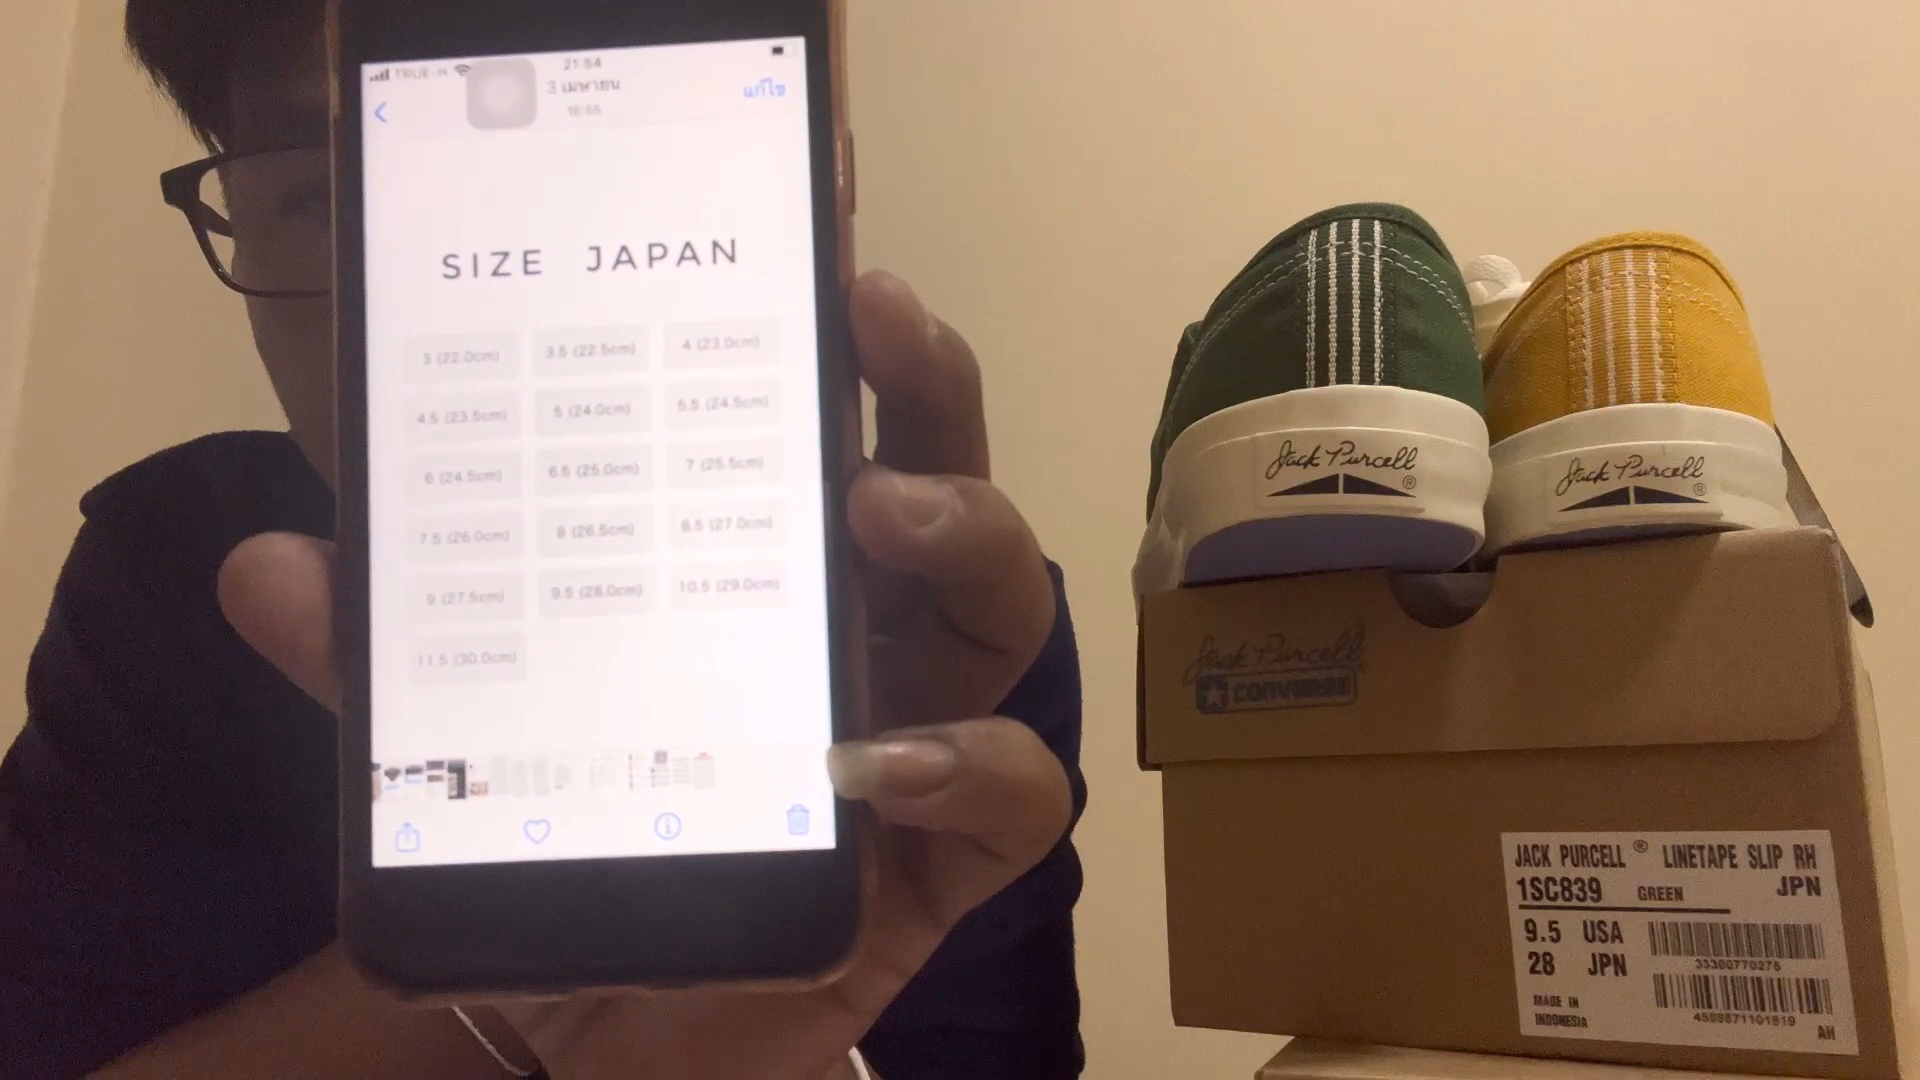 TRUE-H
21:54
3 เมษายน
แก้ไข
SIZE JAPAN
3 (22.0cm)
3.5 (22.5cm)
4 (23.0cm)
4.5 (23.5cm)
5 (24.0cm)
5.5 (24.5cm)
6 (24.5cm)
6.5 (25.0cm)
7 (25.5cm)
7.5 (26.0cm)
8 (26.5cm)
8.5 (27.0cm)
9 (27.5cm)
9.5 (28.0cm)
10.5 (29.0cm)
11.5 (30.0cm)
Jack Purcell ®
Jack Purcell ®
Jack Purcell
CONVERSE
JACK PURCELL ® LINETAPE SLIP RH
1SC839 GREEN JPN
9.5 USA
33300770276
28 JPN
MADE IN
INDONESIA
4589871101819
AH